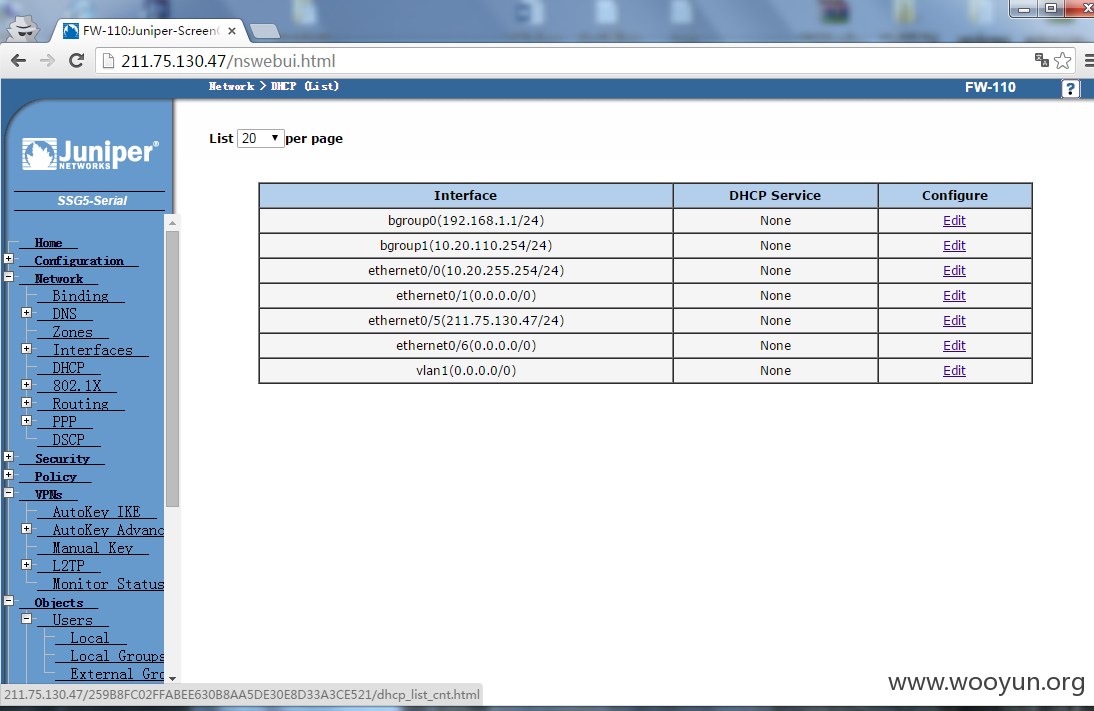 FW-110:Juniper-Screen
211.75.130.47/nswebui.html
Network > DHCP (List)
FW-110
?
Juniper®
NETWORKS
SSG5-Serial
Home
Configuration
Network
Binding
DNS
Zones
Interfaces
DHCP
802.1X
Routing
PPP
DSCP
Security
Policy
VPNs
AutoKey IKE
AutoKey Advanc
Manual Key
L2TP
Monitor Status
Objects
Users
Local
Local Groups
External Gro
List 20 per page
Interface DHCP Service Configure
bgroup0(192.168.1.1/24) None Edit
bgroup1(10.20.110.254/24) None Edit
ethernet0/0(10.20.255.254/24) None Edit
ethernet0/1(0.0.0.0/0) None Edit
ethernet0/5(211.75.130.47/24) None Edit
ethernet0/6(0.0.0.0/0) None Edit
vlan1(0.0.0.0/0) None Edit
211.75.130.47/259B8FC02FFABEE630B8AA5DE30E8D33A3CE521/dhcp_list_cnt.html
www.wooyun.org